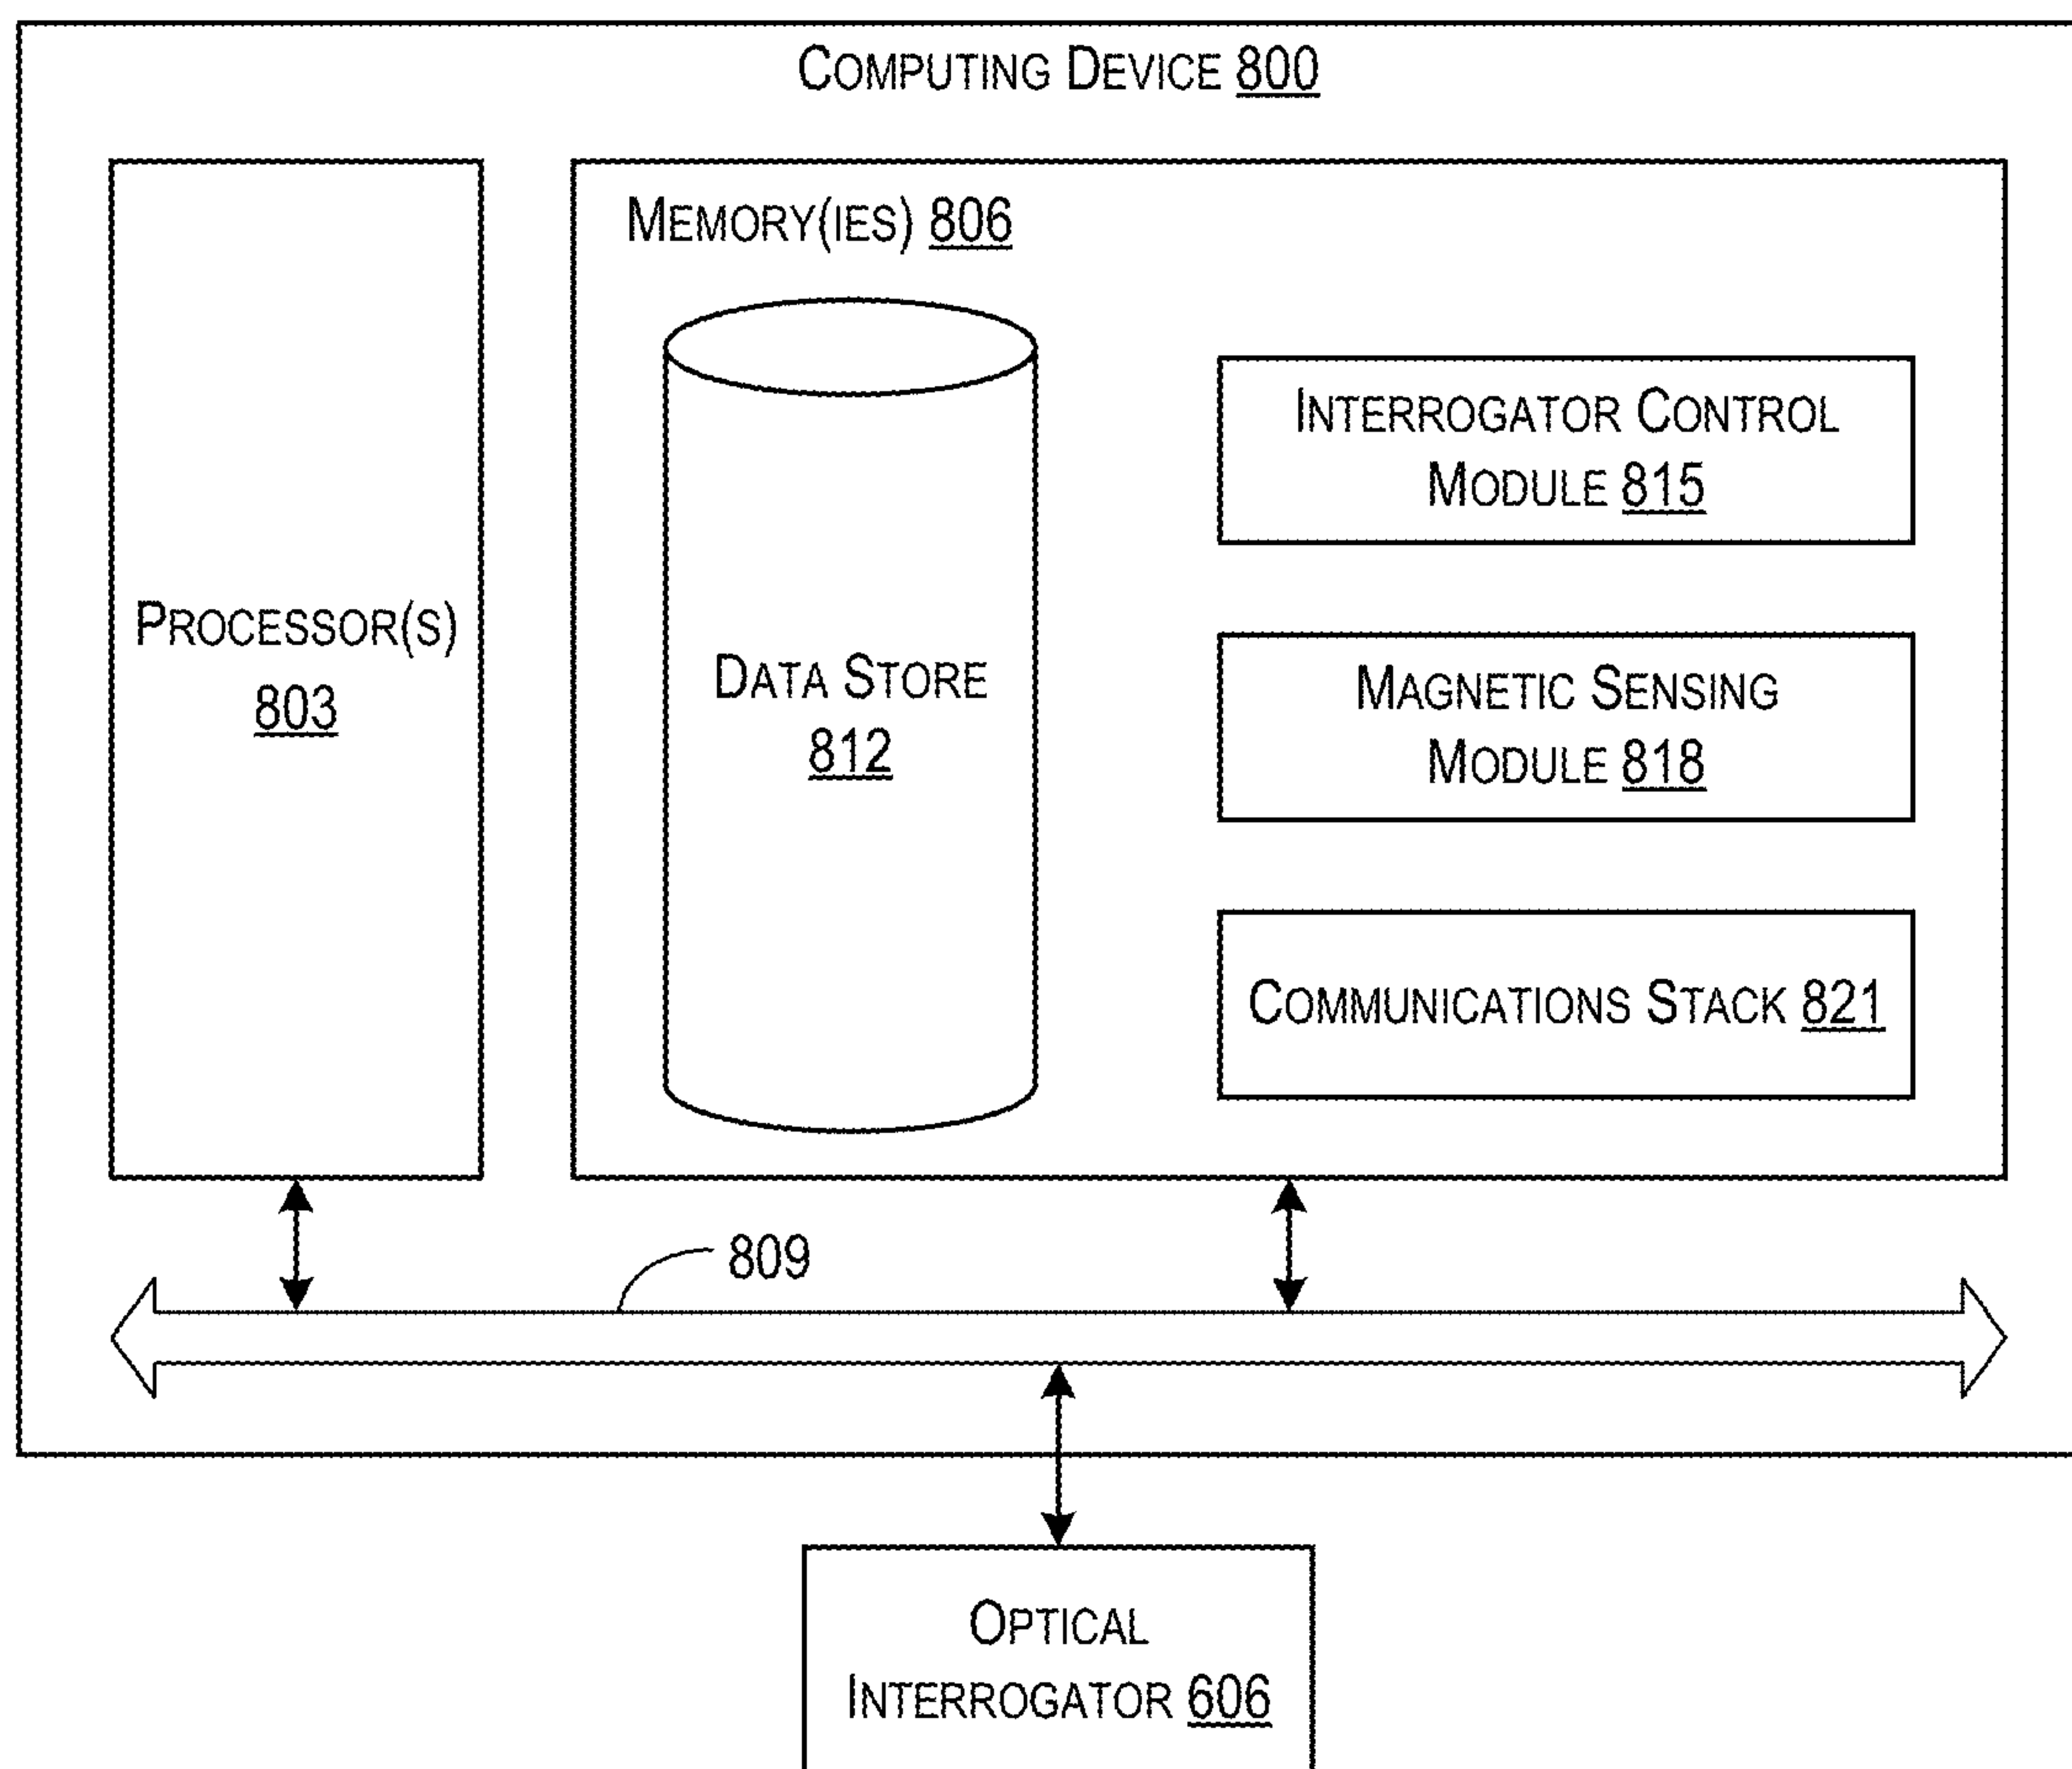 COMPUTING DEVICE 800
MEMORY(IES) 806
PROCESSOR(S)
803
DATA STORE
812
INTERROGATOR CONTROL
MODULE 815
MAGNETIC SENSING
MODULE 818
COMMUNICATIONS STACK 821
809
OPTICAL
INTERROGATOR 606